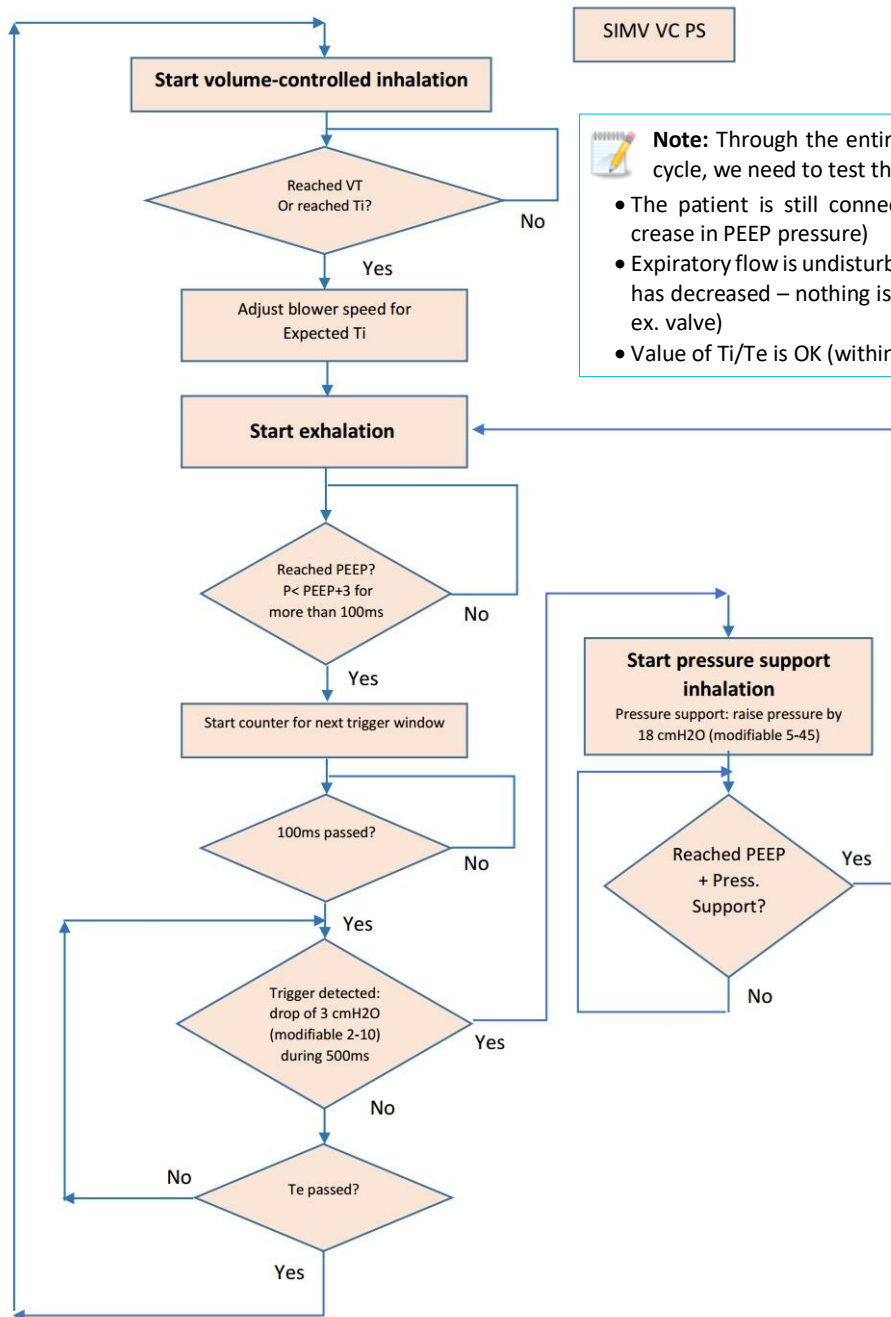 SIMV VC PS
Start volume-controlled inhalation
Note: Through the entir
cycle, we need to test th
• The patient is still connec
crease in PEEP pressure)
• Expiratory flow is undisturb
has decreased – nothing is
ex. valve)
• Value of Ti/Te is OK (within
Reached VT
Or reached Ti?
No
Yes
Adjust blower speed for
Expected Ti
Start exhalation
Reached PEEP?
P< PEEP+3 for
more than 100ms
No
Yes
Start counter for next trigger window
100ms passed?
No
Yes
Trigger detected:
drop of 3 cmH2O
(modifiable 2-10)
during 500ms
Yes
No
Te passed?
No
Yes
Start pressure support
inhalation
Pressure support: raise pressure by
18 cmH2O (modifiable 5-45)
Reached PEEP
+ Press.
Support?
Yes
No